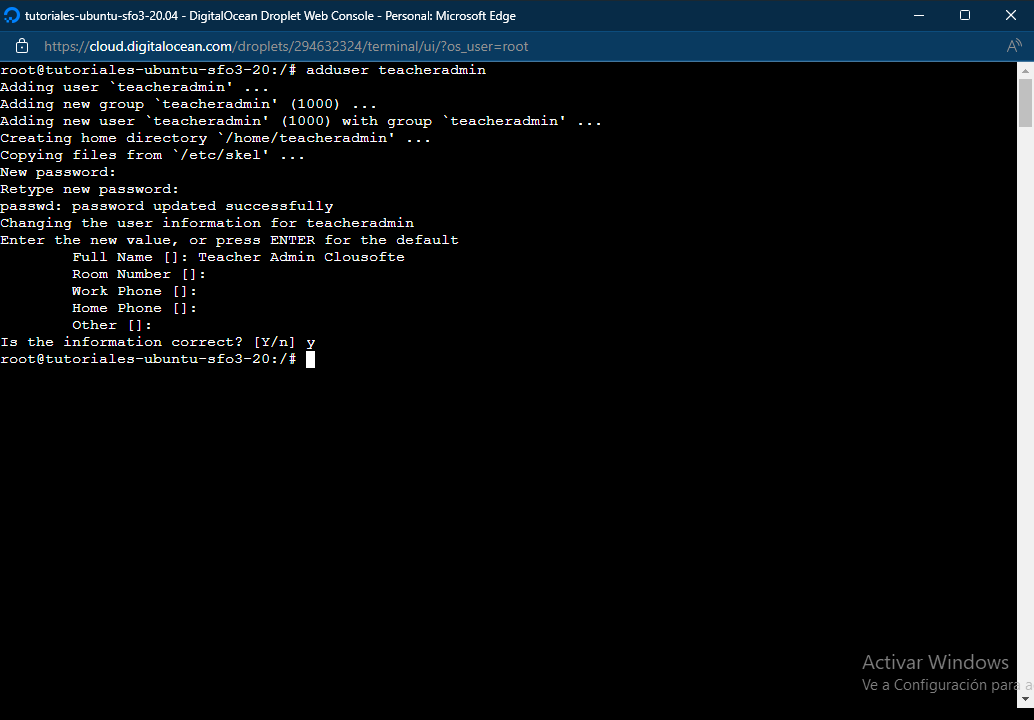 tutoriales-ubuntu-sfo3-20.04 - DigitalOcean Droplet Web Console - Personal: Microsoft Edge
https://cloud.digitalocean.com/droplets/294632324/terminal/ui/?os_user=root
root@tutoriales-ubuntu-sfo3-20:/# adduser teacheradmin
Adding user `teacheradmin' ...
Adding new group `teacheradmin' (1000) ...
Adding new user `teacheradmin' (1000) with group `teacheradmin' ...
Creating home directory `/home/teacheradmin' ...
Copying files from `/etc/skel' ...
New password:
Retype new password:
passwd: password updated successfully
Changing the user information for teacheradmin
Enter the new value, or press ENTER for the default
Full Name []: Teacher Admin Clousofte
Room Number []:
Work Phone []:
Home Phone []:
Other []:
Is the information correct? [Y/n] y
root@tutoriales-ubuntu-sfo3-20:/#
Activar Windows
Ve a Configuración para a